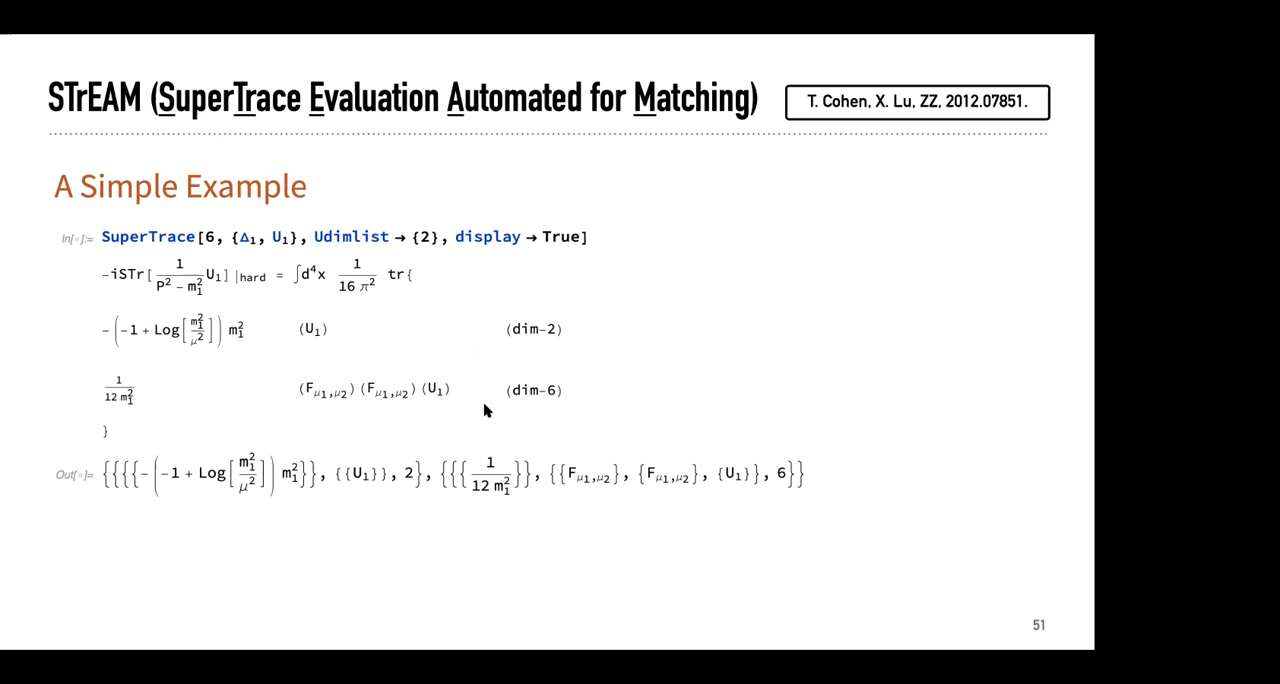 STrEAM (SuperTrace Evaluation Automated for Matching)
T. Cohen, X. Lu, ZZ, 2012.07851.
A Simple Example
In[◦]:= SuperTrace[6, {Δ₁, U₁}, Udimlist → {2}, display → True]
-iSTr[ 1/(P² - m₁²) U₁] |hard = ∫d⁴x 1/(16 π²) tr{
-(-1 + Log[m₁²/μ²]) m₁² (U₁) (dim-2)
1/(12 m₁²) (F_μ₁,μ₂) (F_μ₁,μ₂) (U₁) (dim-6)
}
Out[◦]= {{{{-(-1 + Log[m₁²/μ²]) m₁²}}, {{U₁}}, 2}, {{{1/(12 m₁²)}}, {{F_μ₁,μ₂}, {F_μ₁,μ₂}, {U₁}}, 6}}
51